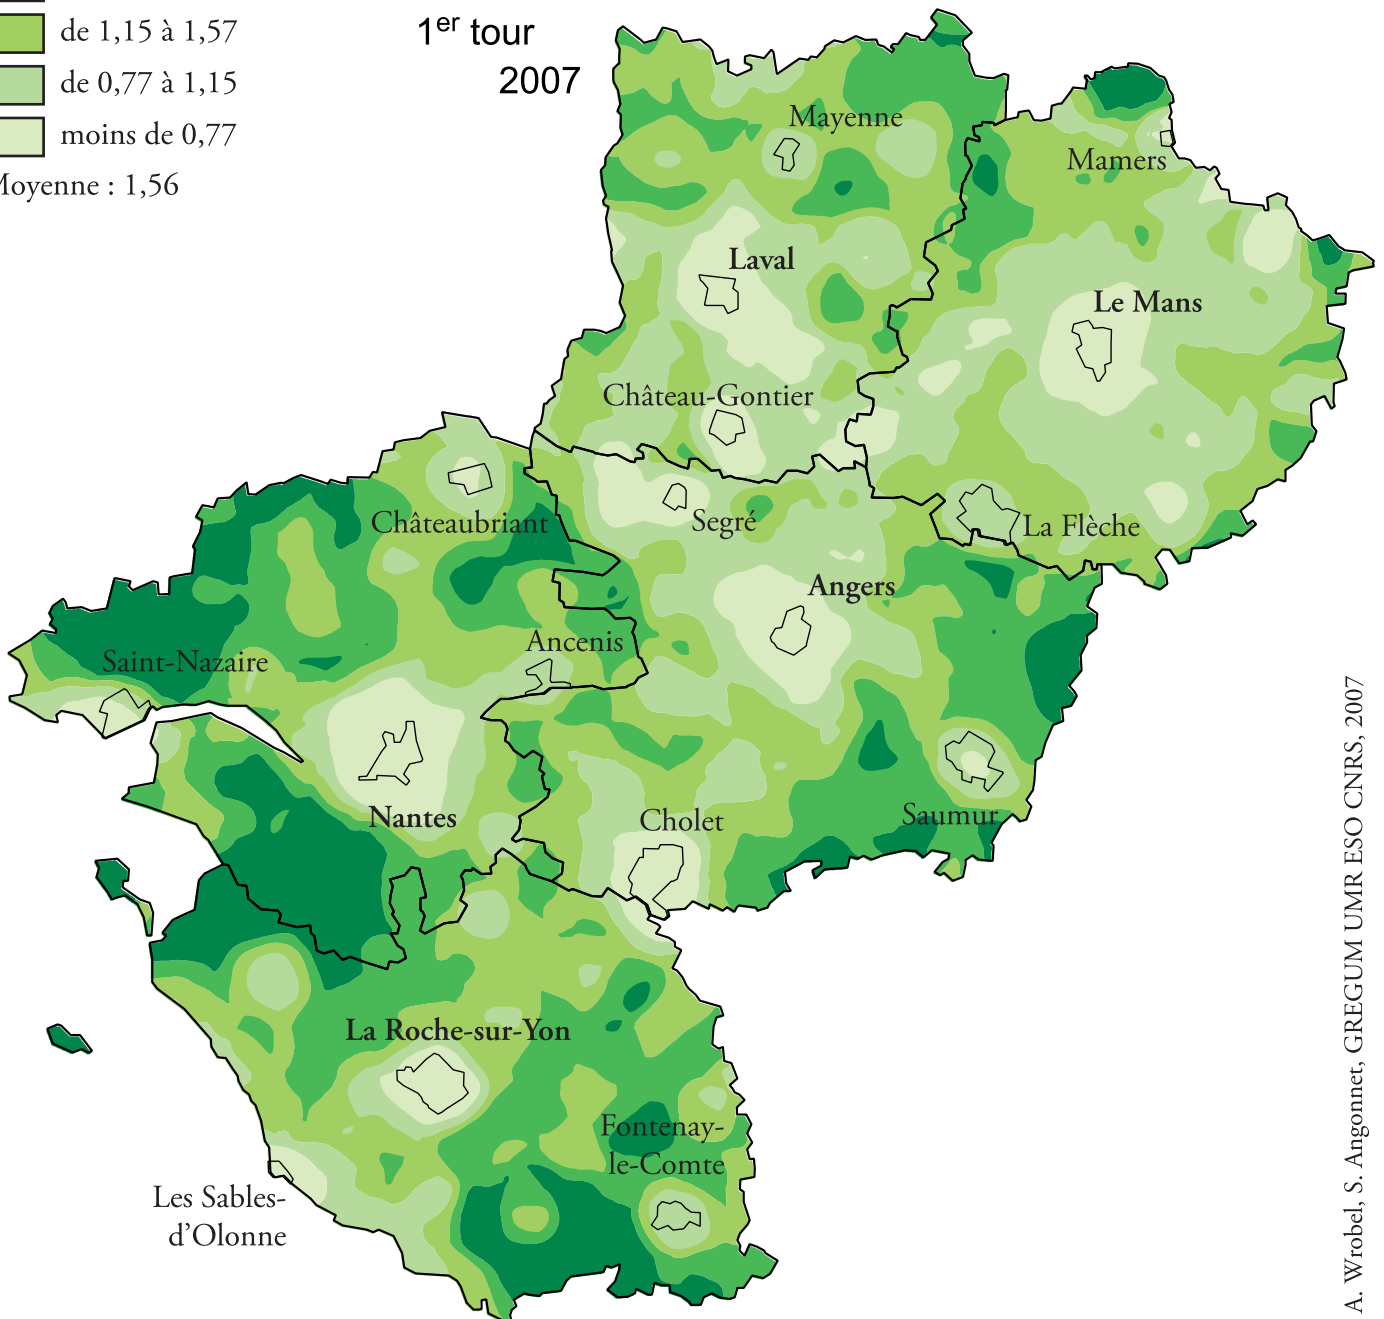 de 1,15 à 1,57
de 0,77 à 1,15
moins de 0,77
Moyenne : 1,56
1er tour
2007
Mayenne
Mamers
Laval
Le Mans
Château-Gontier
Châteaubriant
Segré
La Flèche
Angers
Ancenis
Saint-Nazaire
Nantes
Cholet
Saumur
La Roche-sur-Yon
Fontenay-
le-Comte
Les Sables-
d’Olonne
A. Wrobel, S. Angonnet, GREGUM UMR ESO CNRS, 2007